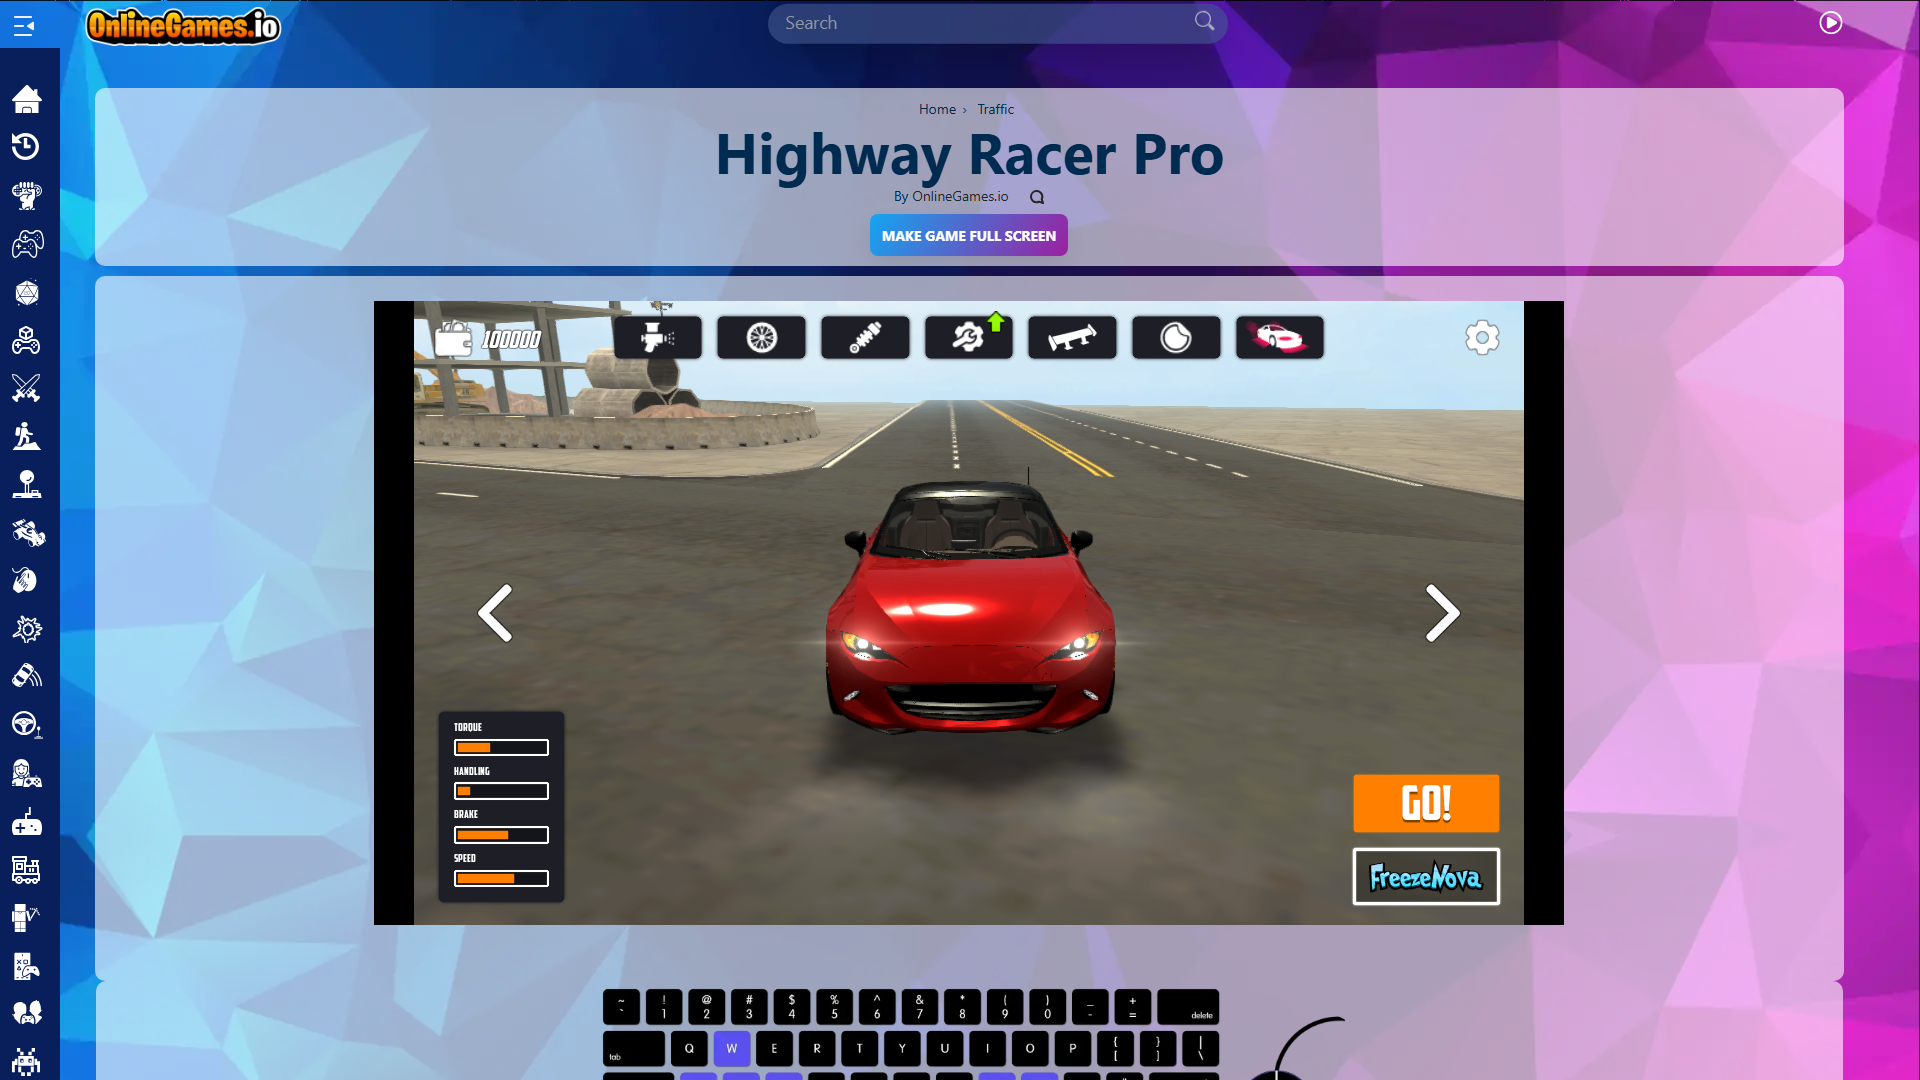 OnlineGames.io
Search
Home › Traffic
Highway Racer Pro
By OnlineGames.io
MAKE GAME FULL SCREEN
100000
TORQUE
HANDLING
BRAKE
SPEED
GO!
FreezeNova
~ ! @ # $ % ^ & * ( ) _ +
` 1 2 3 4 5 6 7 8 9 0 - = delete
tab Q W E R T Y U I O P { [ } ] | \